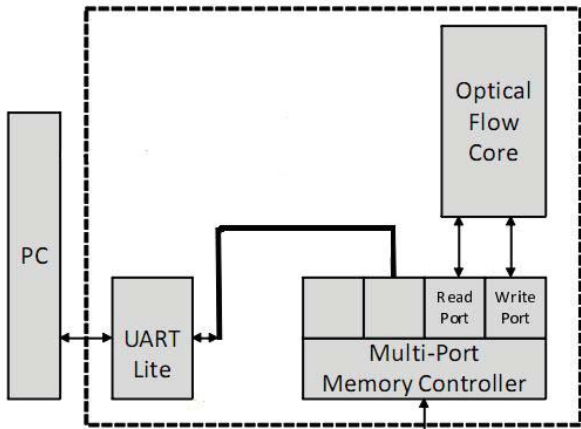 Optical
Flow
Core
PC
UART
Lite
Read
Port
Write
Port
Multi-Port
Memory Controller